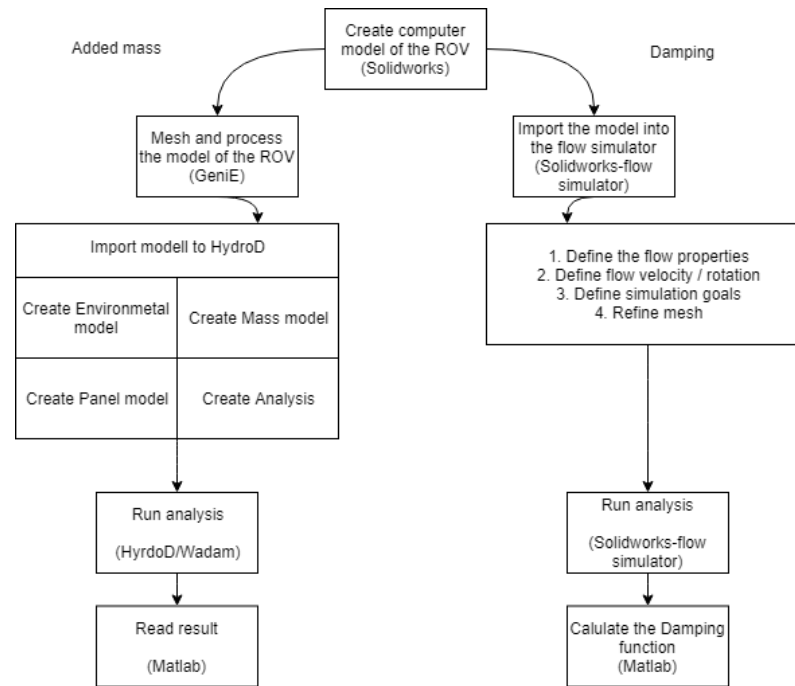 Added mass
Create computer
model of the ROV
(Solidworks)
Damping
Mesh and process
the model of the ROV
(GeniE)
Import the model into
the flow simulator
(Solidworks-flow
simulator)
Import modell to HydroD
Create Environmetal
model
Create Mass model
Create Panel model
Create Analysis
1. Define the flow properties
2. Define flow velocity / rotation
3. Define simulation goals
4. Refine mesh
Run analysis
(HyrdoD/Wadam)
Run analysis
(Solidworks-flow
simulator)
Read result
(Matlab)
Calulate the Damping
function
(Matlab)